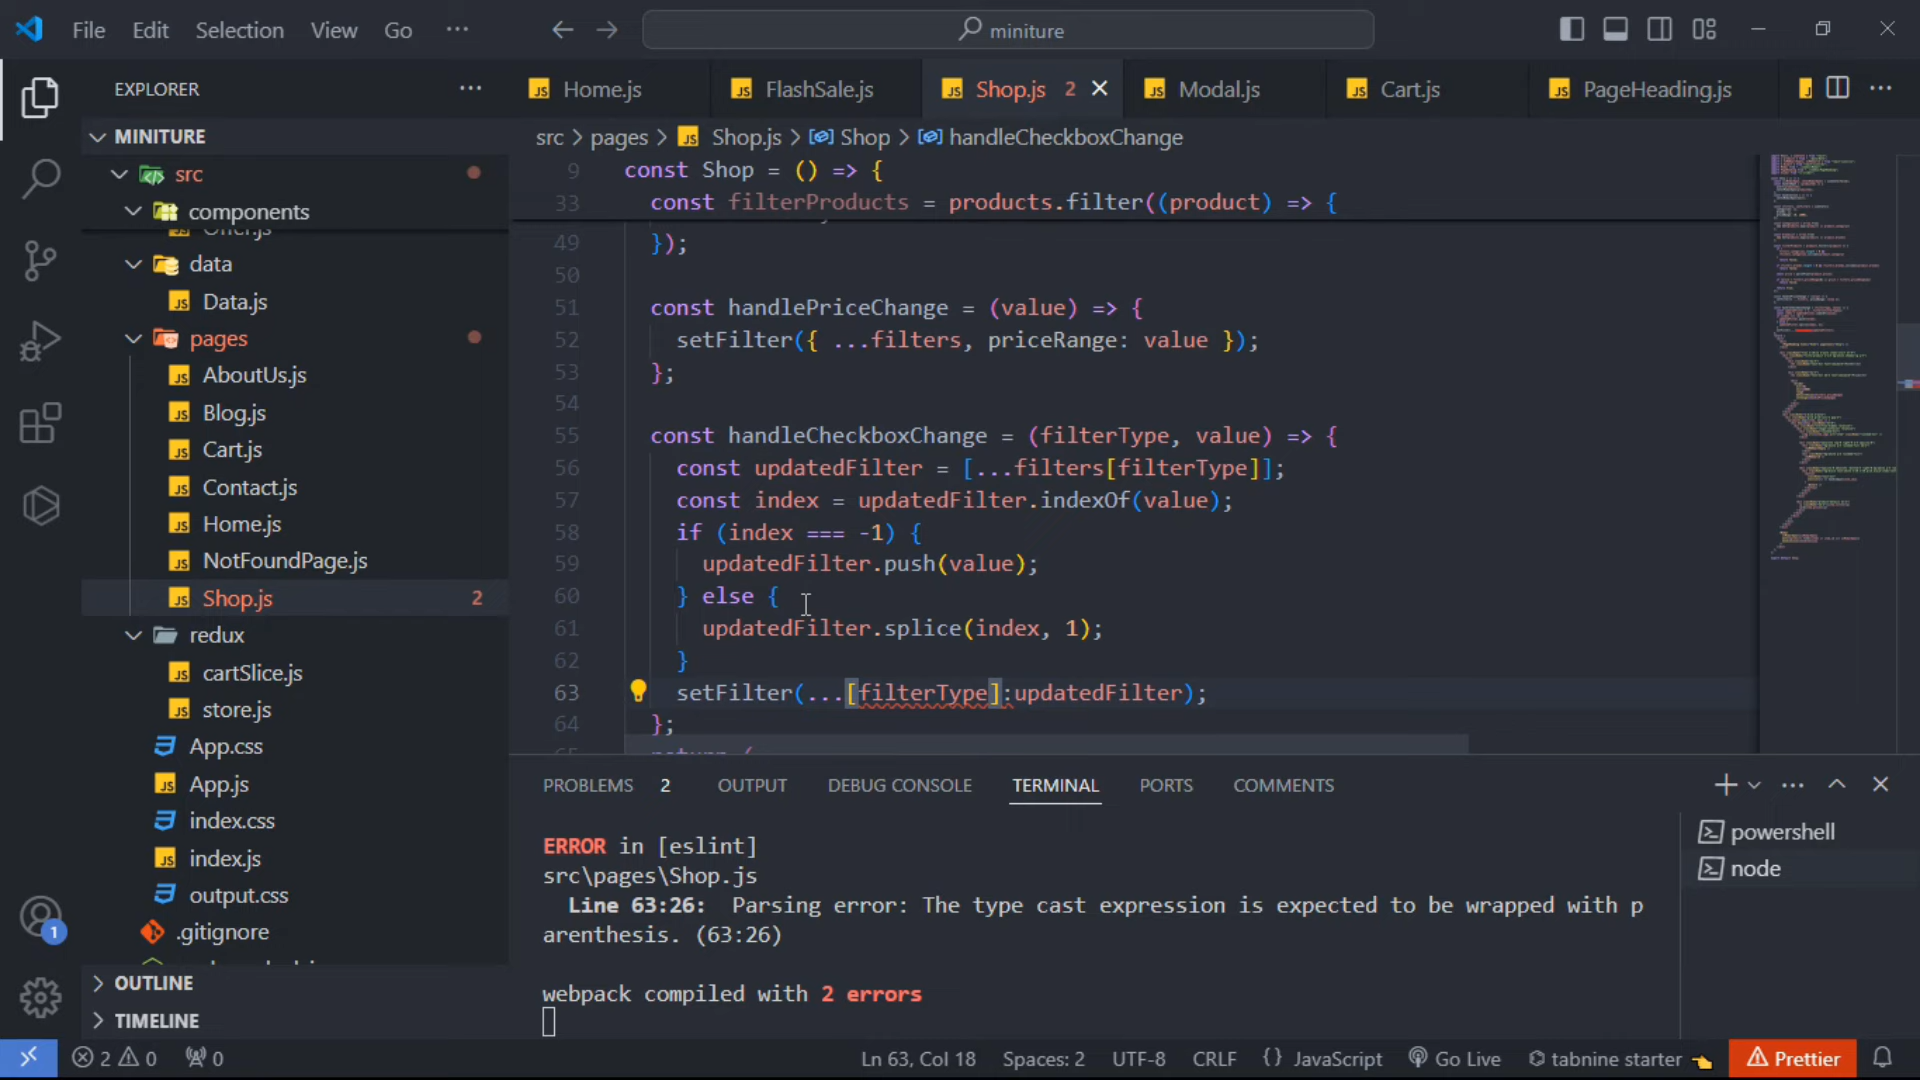 File Edit Selection View Go ···
miniture
EXPLORER ···
Home.js FlashSale.js Shop.js 2 Modal.js Cart.js PageHeading.js ···
src > pages > Shop.js > Shop > handleCheckboxChange
MINITURE
src
components
data
Data.js
pages
AboutUs.js
Blog.js
Cart.js
Contact.js
Home.js
NotFoundPage.js
Shop.js 2
redux
cartSlice.js
store.js
App.css
App.js
index.css
index.js
output.css
.gitignore
OUTLINE
TIMELINE
9 const Shop = () => {
33 const filterProducts = products.filter((product) => {
49 });
50
51 const handlePriceChange = (value) => {
52 setFilter({ ...filters, priceRange: value });
53 };
54
55 const handleCheckboxChange = (filterType, value) => {
56 const updatedFilter = [...filters[filterType]];
57 const index = updatedFilter.indexOf(value);
58 if (index === -1) {
59 updatedFilter.push(value);
60 } else {
61 updatedFilter.splice(index, 1);
62 }
63 setFilter(...[filterType]:updatedFilter);
64 };
PROBLEMS 2 OUTPUT DEBUG CONSOLE TERMINAL PORTS COMMENTS ···
ERROR in [eslint]
src\pages\Shop.js
Line 63:26: Parsing error: The type cast expression is expected to be wrapped with p
arenthesis. (63:26)
webpack compiled with 2 errors
powershell
node
1
2 0 0 Ln 63, Col 18 Spaces: 2 UTF-8 CRLF {} JavaScript Go Live tabnine starter Prettier